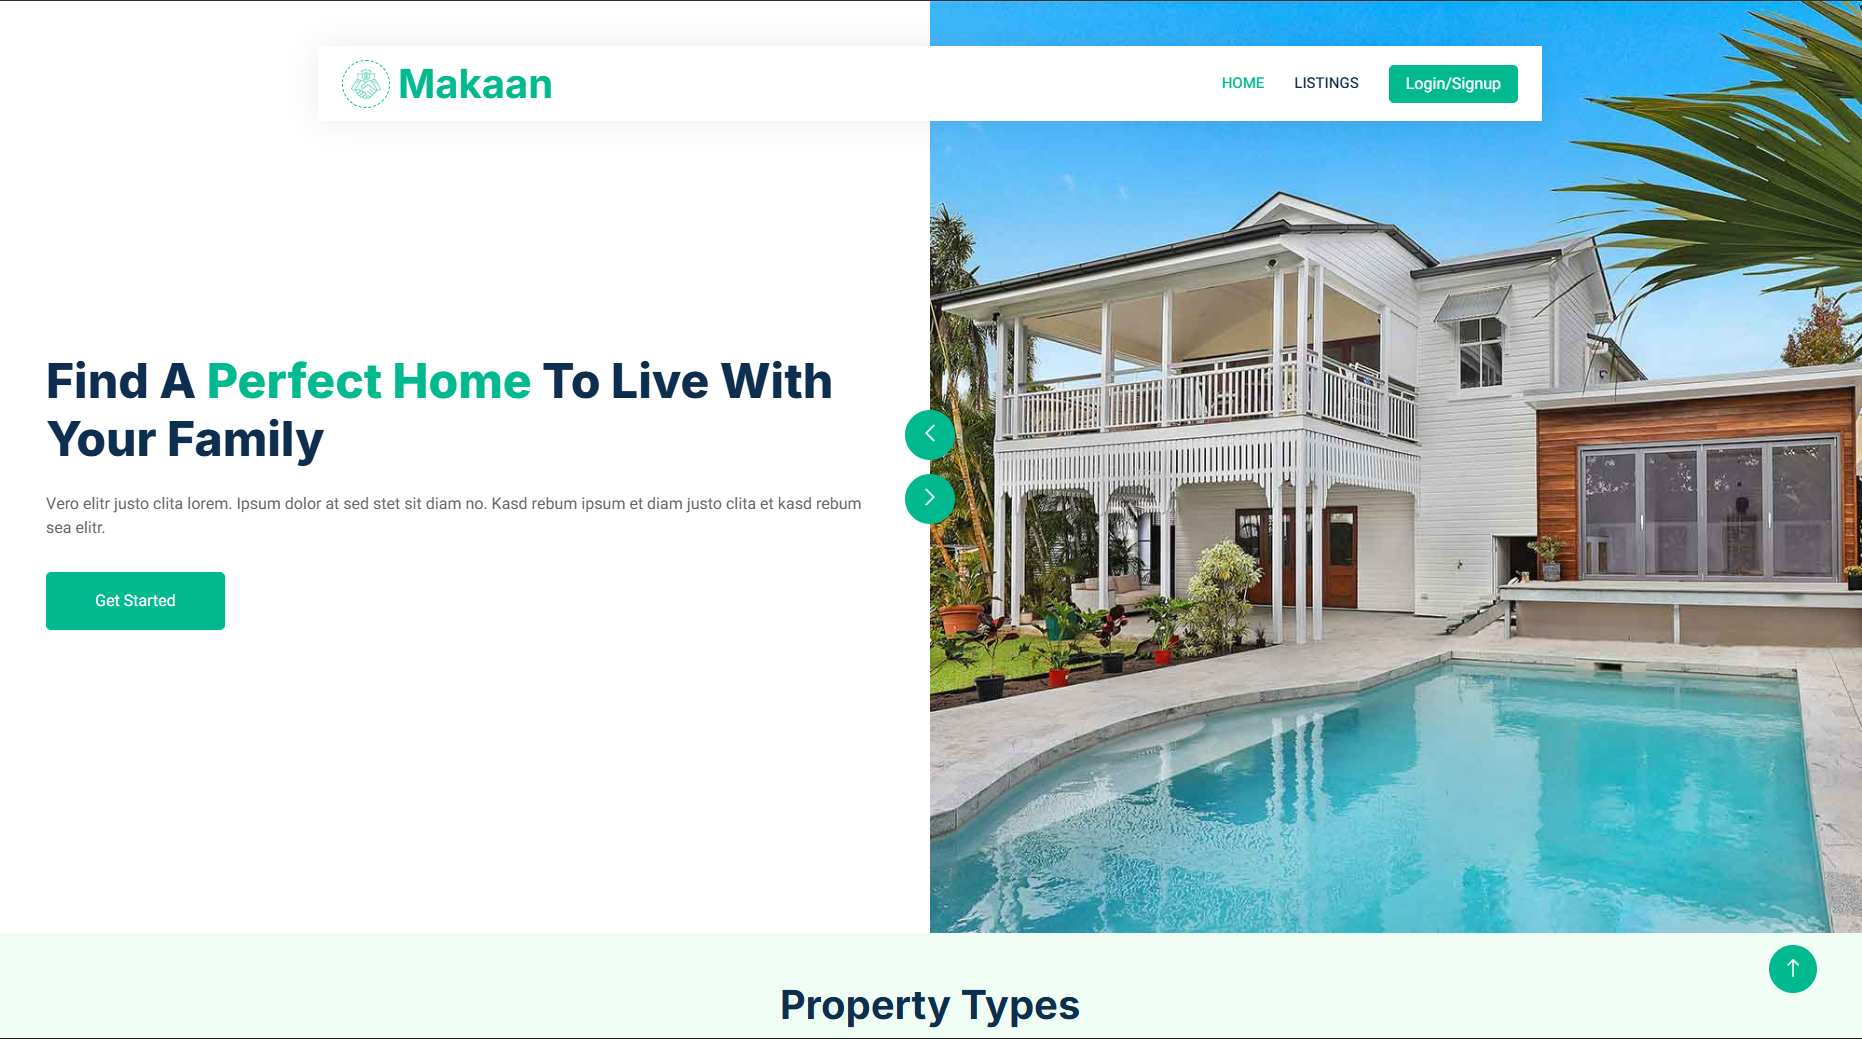 Makaan
HOME
LISTINGS
Login/Signup
Find A Perfect Home To Live With
Your Family
Vero elitr justo clita lorem. Ipsum dolor at sed stet sit diam no. Kasd rebum ipsum et diam justo clita et kasd rebum
sea elitr.
Get Started
Property Types